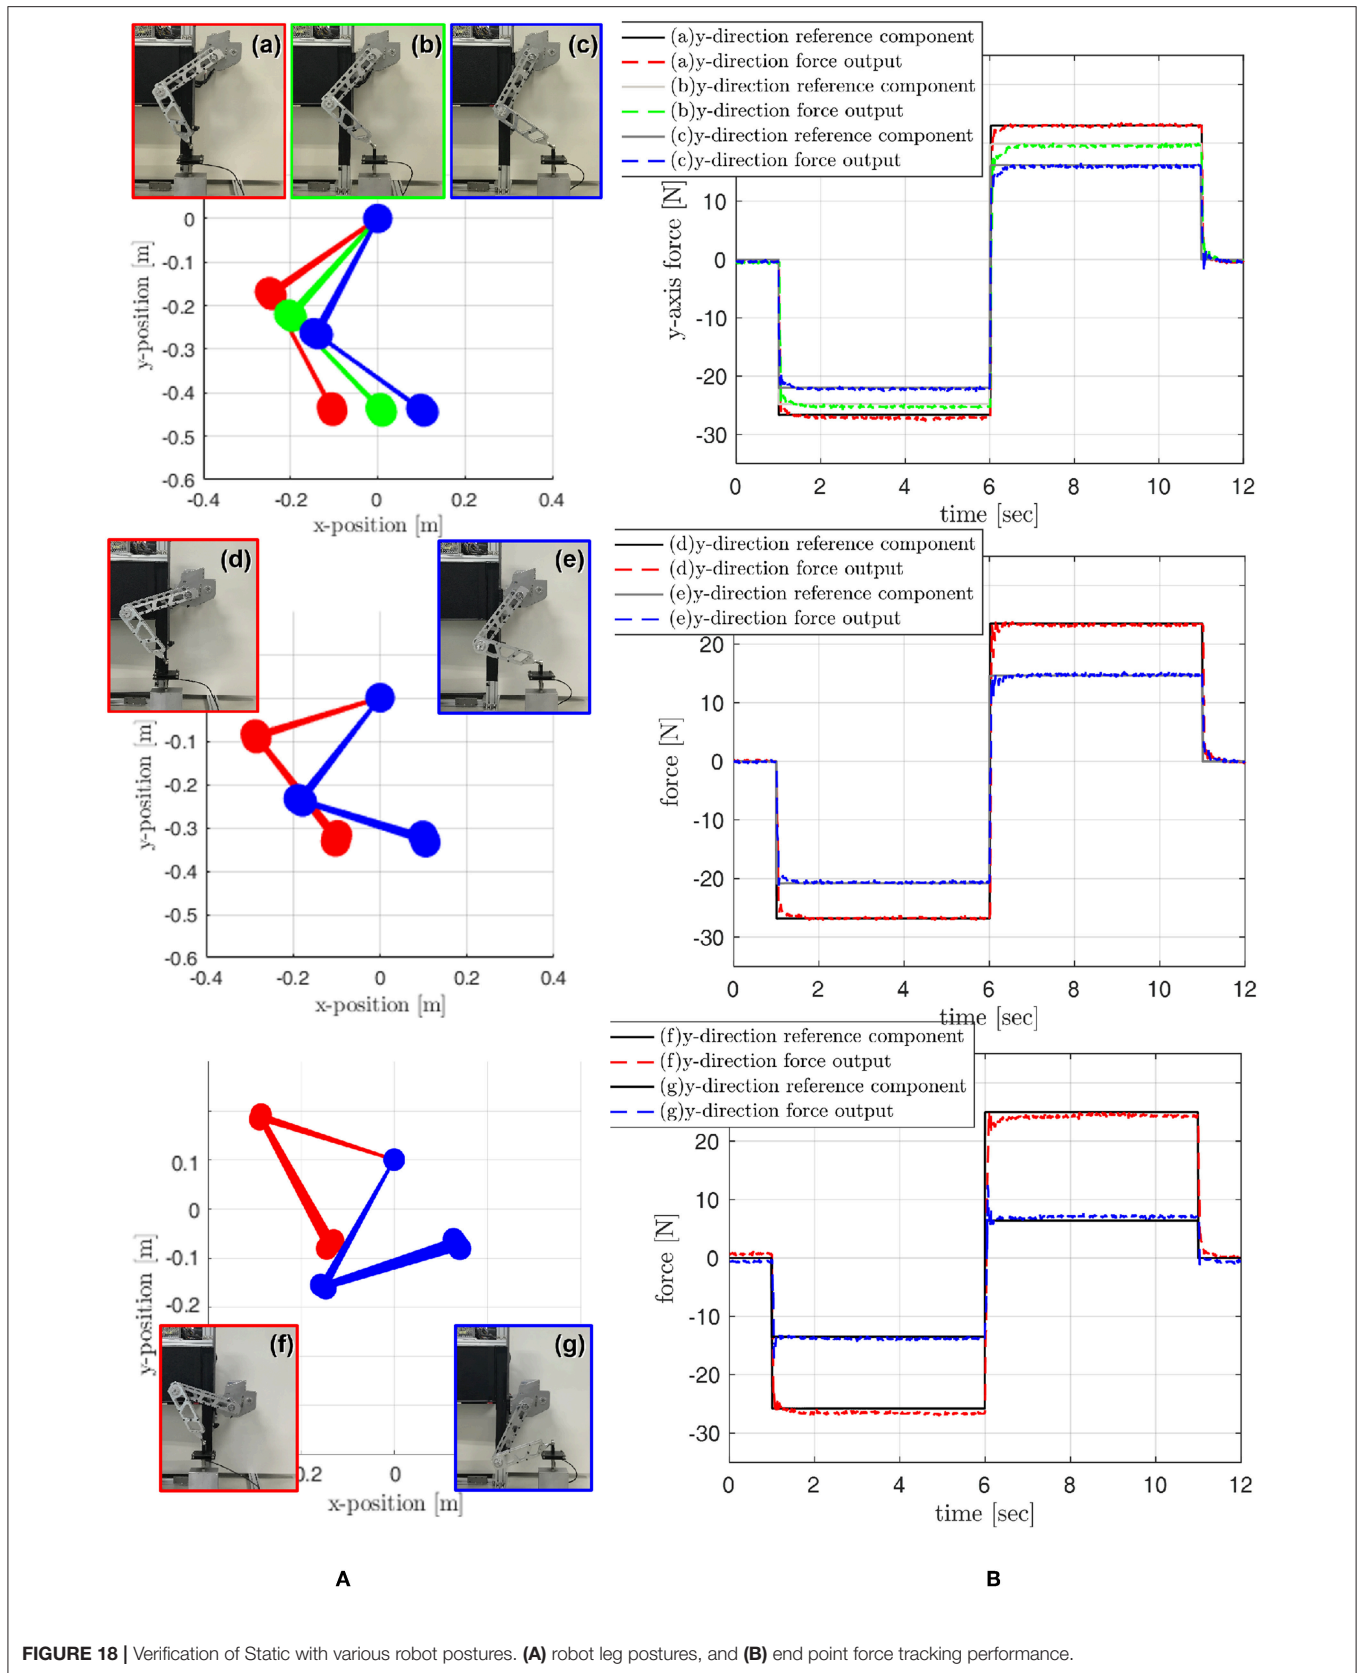 (a)
(b)
(c)
0
-0.1
-0.2
-0.3
-0.4
-0.5
-0.6
y-position [m]
-0.4
-0.2
0
0.2
0.4
x-position [m]
(a)y-direction reference component
(a)y-direction force output
(b)y-direction reference component
(b)y-direction force output
(c)y-direction reference component
(c)y-direction force output
10
0
-10
-20
-30
y-axis force [N]
0
2
4
6
8
10
12
time [sec]
(d)
(e)
-0.1
-0.2
-0.3
-0.4
-0.5
-0.6
y-position [m]
-0.4
-0.2
0
0.2
0.4
x-position [m]
(d)y-direction reference component
(d)y-direction force output
(e)y-direction reference component
(e)y-direction force output
20
10
0
-10
-20
-30
force [N]
0
2
4
6
8
10
12
time [sec]
0.1
0
-0.1
-0.2
y-position [m]
(f)
(g)
0.2
0
x-position [m]
(f)y-direction reference component
(f)y-direction force output
(g)y-direction reference component
(g)y-direction force output
20
10
0
-10
-20
-30
force [N]
0
2
4
6
8
10
12
time [sec]
A
B
FIGURE 18 | Verification of Static with various robot postures. (A) robot leg postures, and (B) end point force tracking performance.